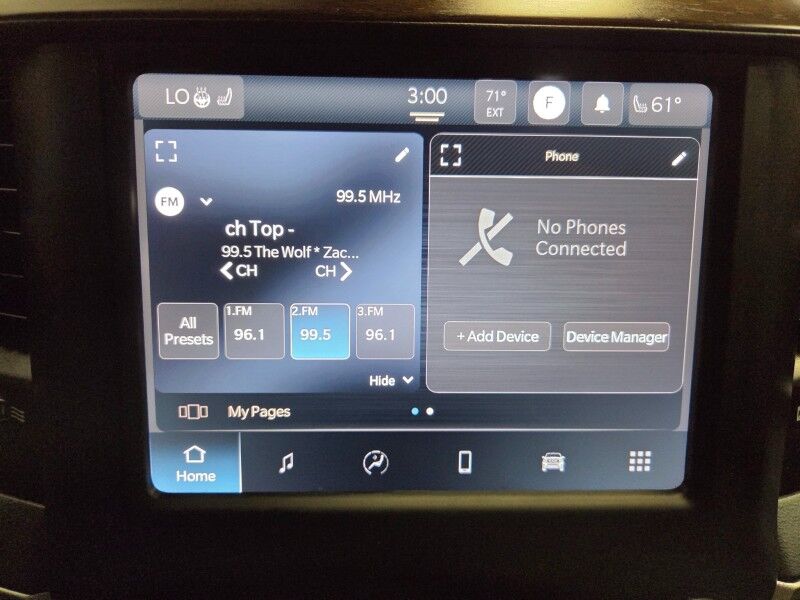 LO
3:00
71°
EXT
F
61°
Phone
FM
99.5 MHz
ch Top -
99.5 The Wolf * Zac...
CH
CH
No Phones
Connected
All
Presets
1.FM
96.1
2.FM
99.5
3.FM
96.1
+ Add Device
Device Manager
Hide
My Pages
Home